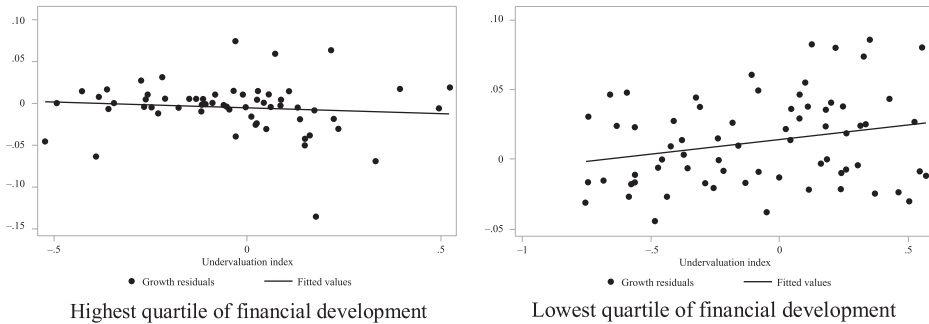 .10
.05
0
–.05
–.10
–.15
–.5
0
.5
Undervaluation index
Growth residuals
Fitted values
Highest quartile of financial development
.10
.05
0
–.05
–1
–.5
0
.5
Undervaluation index
Growth residuals
Fitted values
Lowest quartile of financial development